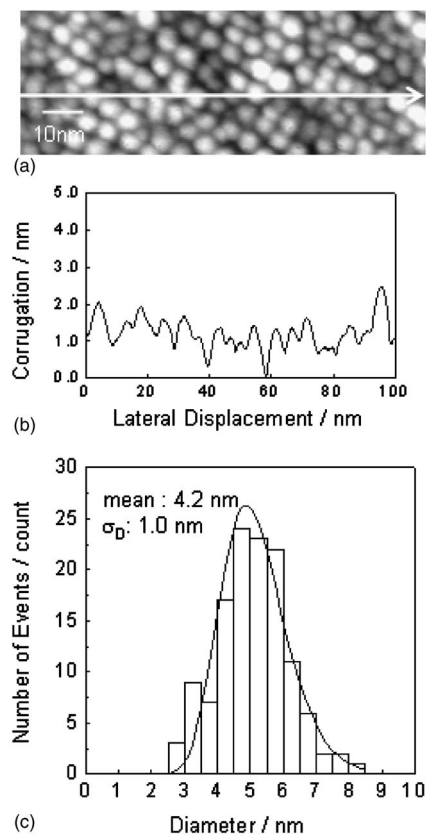 10nm
(a)
5.0
4.0
3.0
2.0
1.0
0.0
0 20 40 60 80 100
Corrugation / nm
Lateral Displacement / nm
(b)
30
25
20
15
10
5
0
mean : 4.2 nm
σD: 1.0 nm
0 1 2 3 4 5 6 7 8 9 10
Number of Events / count
Diameter / nm
(c)